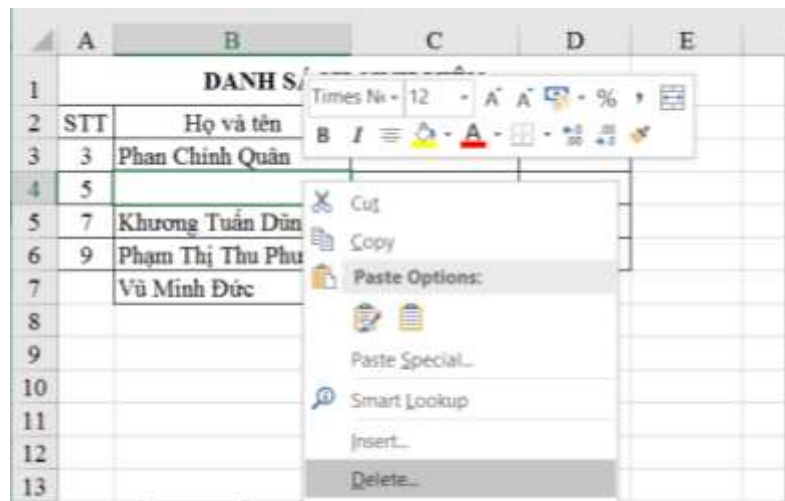 A B C D E
1 DANH SÁ
2 STT Họ và tên
3 3 Phan Chính Quân
4 5
5 7 Khương Tuấn Dũn
6 9 Phạm Thị Thu Phư
7 Vũ Minh Đức
8
9
10
11
12
13
Times Ne 12 A A % ,
B I A
Cut
Copy
Paste Options:
Paste Special...
Smart Lookup
Insert...
Delete...